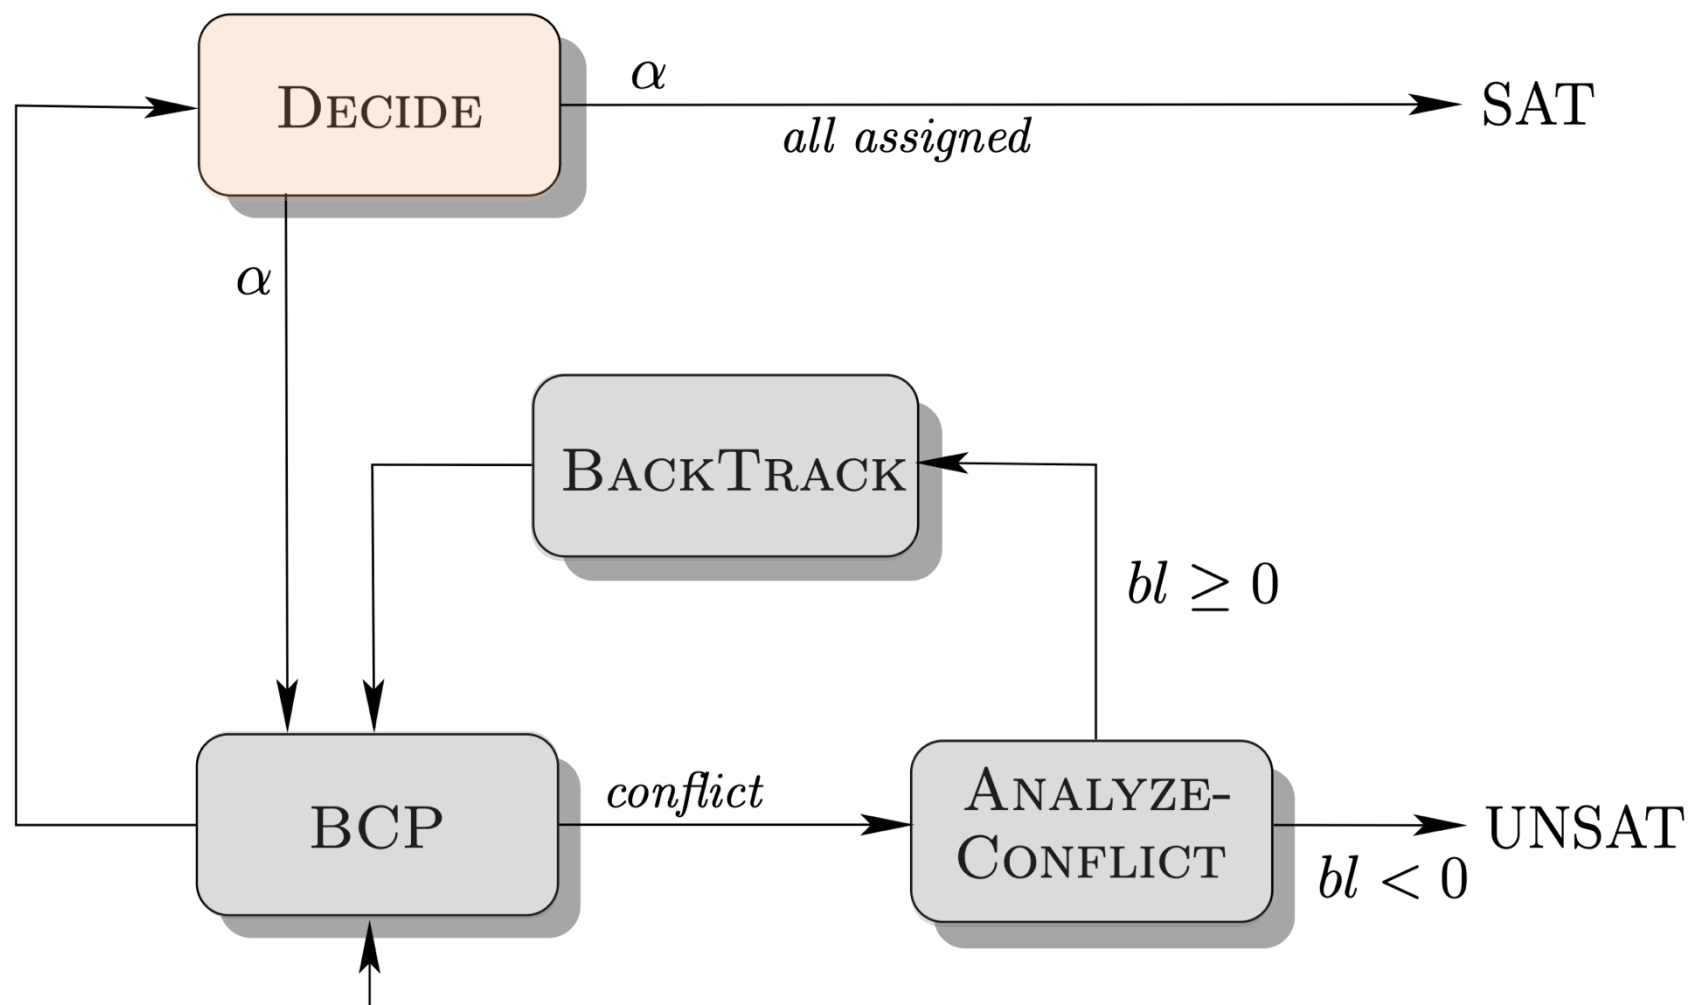 DECIDE
α
all assigned
SAT
α
BACKTRACK
bl ≥ 0
BCP
conflict
ANALYZE-
CONFLICT
UNSAT
bl < 0